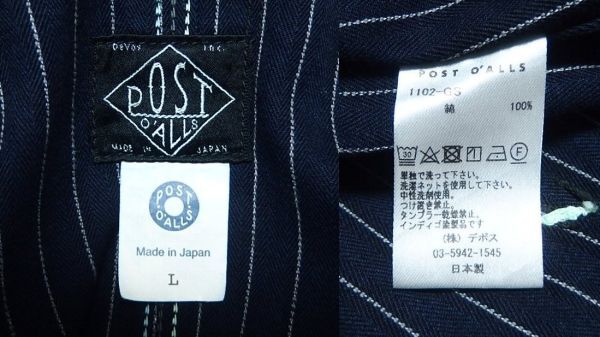 DeVos Inc.
POST
O'ALLS
MADE IN JAPAN
POST
O'ALLS
Made in Japan
L
POST O'ALLS
1102-GS
綿 100%
30
F
単独で洗って下さい。
洗濯ネットを使用して下さい。
中性洗剤使用。
つけ置き禁止。
タンブラー乾燥禁止。
インディゴ染製品です
(株) デボス
03-5942-1545
日本製